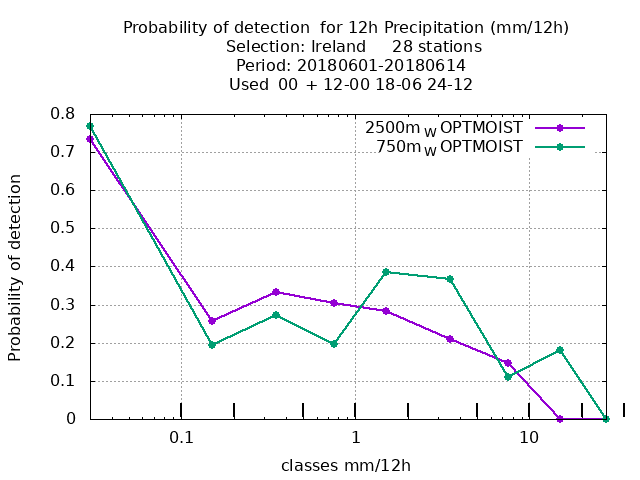 Probability of detection  for 12h Precipitation (mm/12h)
Selection: Ireland     28 stations
Period: 20180601-20180614
Used  00 + 12-00 18-06 24-12
2500m W OPTMOIST
750m W OPTMOIST
Probability of detection
0.8
0.7
0.6
0.5
0.4
0.3
0.2
0.1
0
0.1 1 10
classes mm/12h